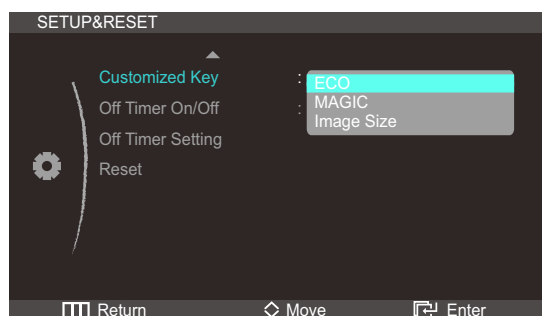 SETUP&RESET
Customized Key : ECO
MAGIC
Off Timer On/Off :
Image Size
Off Timer Setting
Reset
Return Move Enter